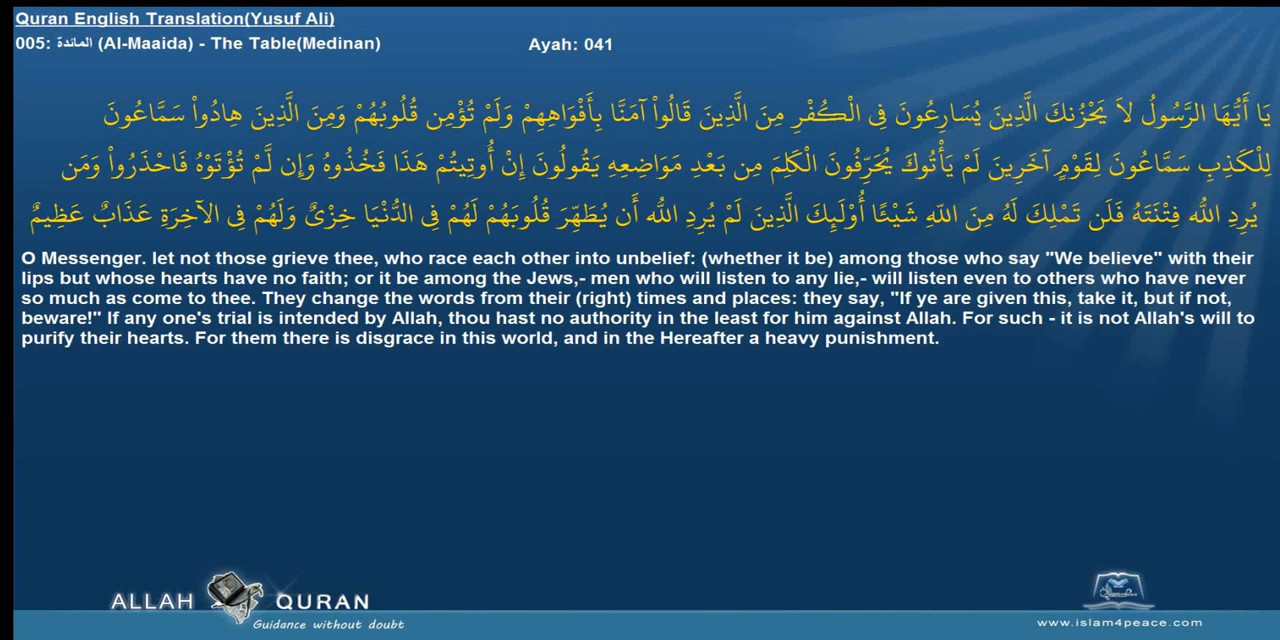 Quran English Translation(Yusuf Ali)
005: المائدة (Al-Maaida) - The Table(Medinan)
Ayah: 041
يَا أَيُّهَا الرَّسُولُ لاَ يَحْزُنكَ الَّذِينَ يُسَارِعُونَ فِي الْكُفْرِ مِنَ الَّذِينَ قَالُواْ آمَنَّا بِأَفْوَاهِهِمْ وَلَمْ تُؤْمِن قُلُوبُهُمْ وَمِنَ الَّذِينَ هِادُواْ سَمَّاعُونَ
لِلْكَذِبِ سَمَّاعُونَ لِقَوْمٍ آخَرِينَ لَمْ يَأْتُوكَ يُحَرِّفُونَ الْكَلِمَ مِن بَعْدِ مَوَاضِعِهِ يَقُولُونَ إِنْ أُوتِيتُمْ هَذَا فَخُذُوهُ وَإِن لَّمْ تُؤْتَوْهُ فَاحْذَرُواْ وَمَن
يُرِدِ اللّهُ فِتْنَتَهُ فَلَن تَمْلِكَ لَهُ مِنَ اللّهِ شَيْئًا أُوْلَئِكَ الَّذِينَ لَمْ يُرِدِ اللّهُ أَن يُطَهِّرَ قُلُوبَهُمْ لَهُمْ فِي الدُّنْيَا خِزْيٌ وَلَهُمْ فِي الآخِرَةِ عَذَابٌ عَظِيمٌ
O Messenger. let not those grieve thee, who race each other into unbelief: (whether it be) among those who say "We believe" with their
lips but whose hearts have no faith; or it be among the Jews,- men who will listen to any lie,- will listen even to others who have never
so much as come to thee. They change the words from their (right) times and places: they say, "If ye are given this, take it, but if not,
beware!" If any one's trial is intended by Allah, thou hast no authority in the least for him against Allah. For such - it is not Allah's will to
purify their hearts. For them there is disgrace in this world, and in the Hereafter a heavy punishment.
ALLAH QURAN
Guidance without doubt
www.islam4peace.com